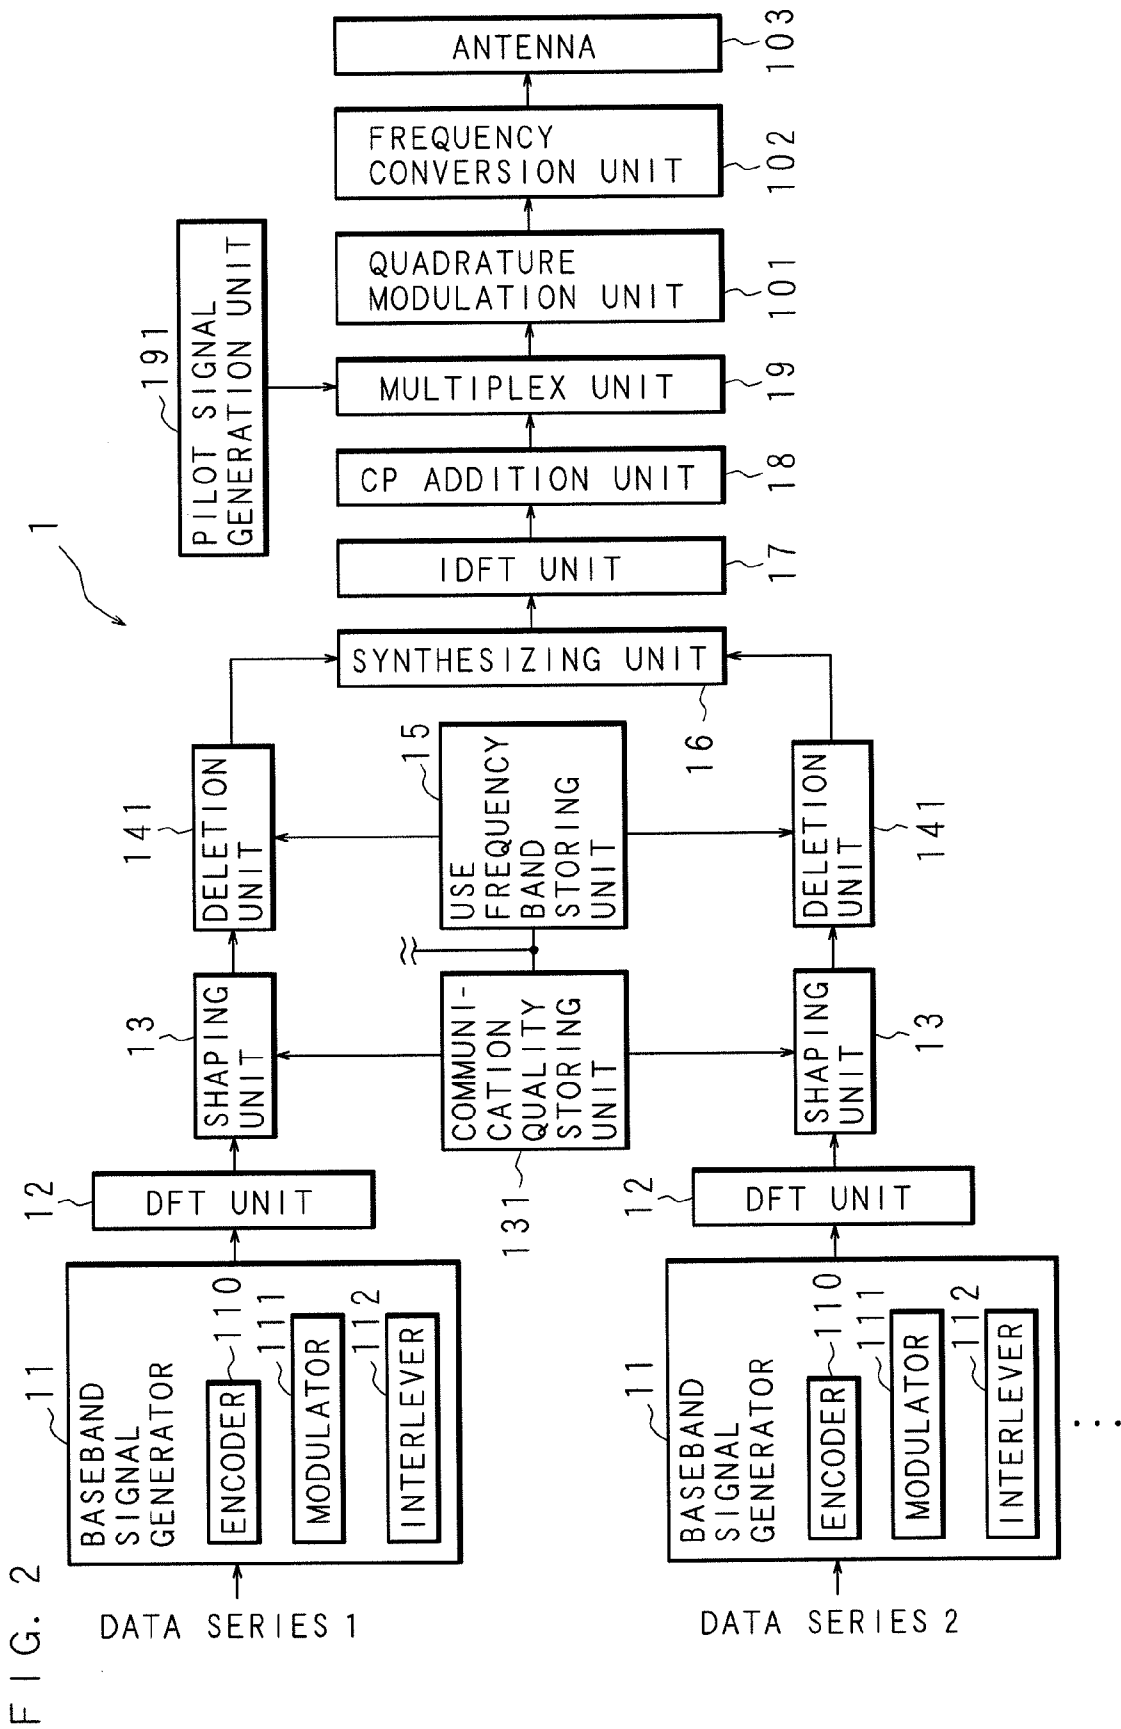 FIG. 2
1
DATA SERIES 1
11
BASEBAND
SIGNAL
GENERATOR
ENCODER
110
MODULATOR
111
INTERLEVER
112
12
DFT UNIT
13
SHAPING
UNIT
141
DELETION
UNIT
COMMUNI-
CATION
QUALITY
STORING
UNIT
131
15
USE
FREQUENCY
BAND
STORING
UNIT
DATA SERIES 2
11
BASEBAND
SIGNAL
GENERATOR
ENCODER
110
MODULATOR
111
INTERLEVER
112
...
12
DFT UNIT
SHAPING
UNIT
13
DELETION
UNIT
141
SYNTHESIZING UNIT
16
IDFT UNIT
17
CP ADDITION UNIT
18
191
PILOT SIGNAL
GENERATION UNIT
MULTIPLEX UNIT
19
QUADRATURE
MODULATION UNIT
101
FREQUENCY
CONVERSION UNIT
102
ANTENNA
103